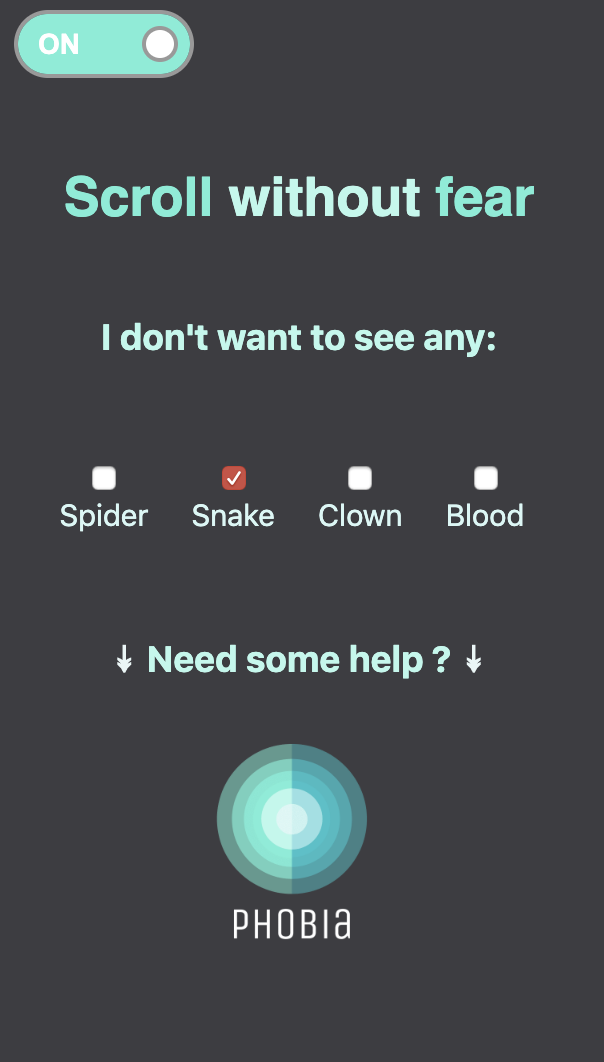 ON
Scroll without fear
I don't want to see any:
Spider Snake Clown Blood
↡ Need some help ? ↡
PHOBIa